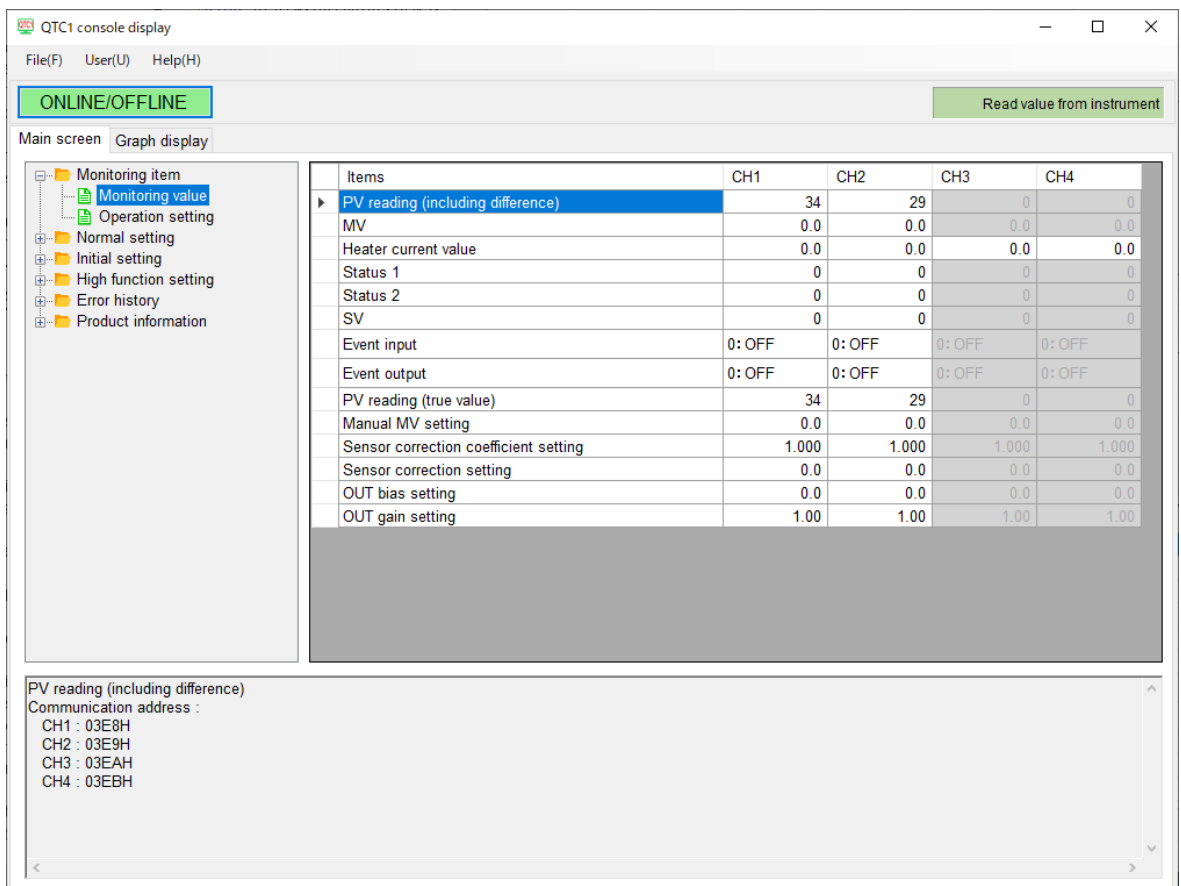 QTC1 console display
File(F) User(U) Help(H)
ONLINE/OFFLINE
Read value from instrument
Main screen Graph display
Monitoring item
Monitoring value
Operation setting
Normal setting
Initial setting
High function setting
Error history
Product information
Items CH1 CH2 CH3 CH4
PV reading (including difference) 34 29 0 0
MV 0.0 0.0 0.0 0.0
Heater current value 0.0 0.0 0.0 0.0
Status 1 0 0 0 0
Status 2 0 0 0 0
SV 0 0 0 0
Event input 0:OFF 0:OFF 0:OFF 0:OFF
Event output 0:OFF 0:OFF 0:OFF 0:OFF
PV reading (true value) 34 29 0 0
Manual MV setting 0.0 0.0 0.0 0.0
Sensor correction coefficient setting 1.000 1.000 1.000 1.000
Sensor correction setting 0.0 0.0 0.0 0.0
OUT bias setting 0.0 0.0 0.0 0.0
OUT gain setting 1.00 1.00 1.00 1.00
PV reading (including difference)
Communication address :
CH1 : 03E8H
CH2 : 03E9H
CH3 : 03EAH
CH4 : 03EBH